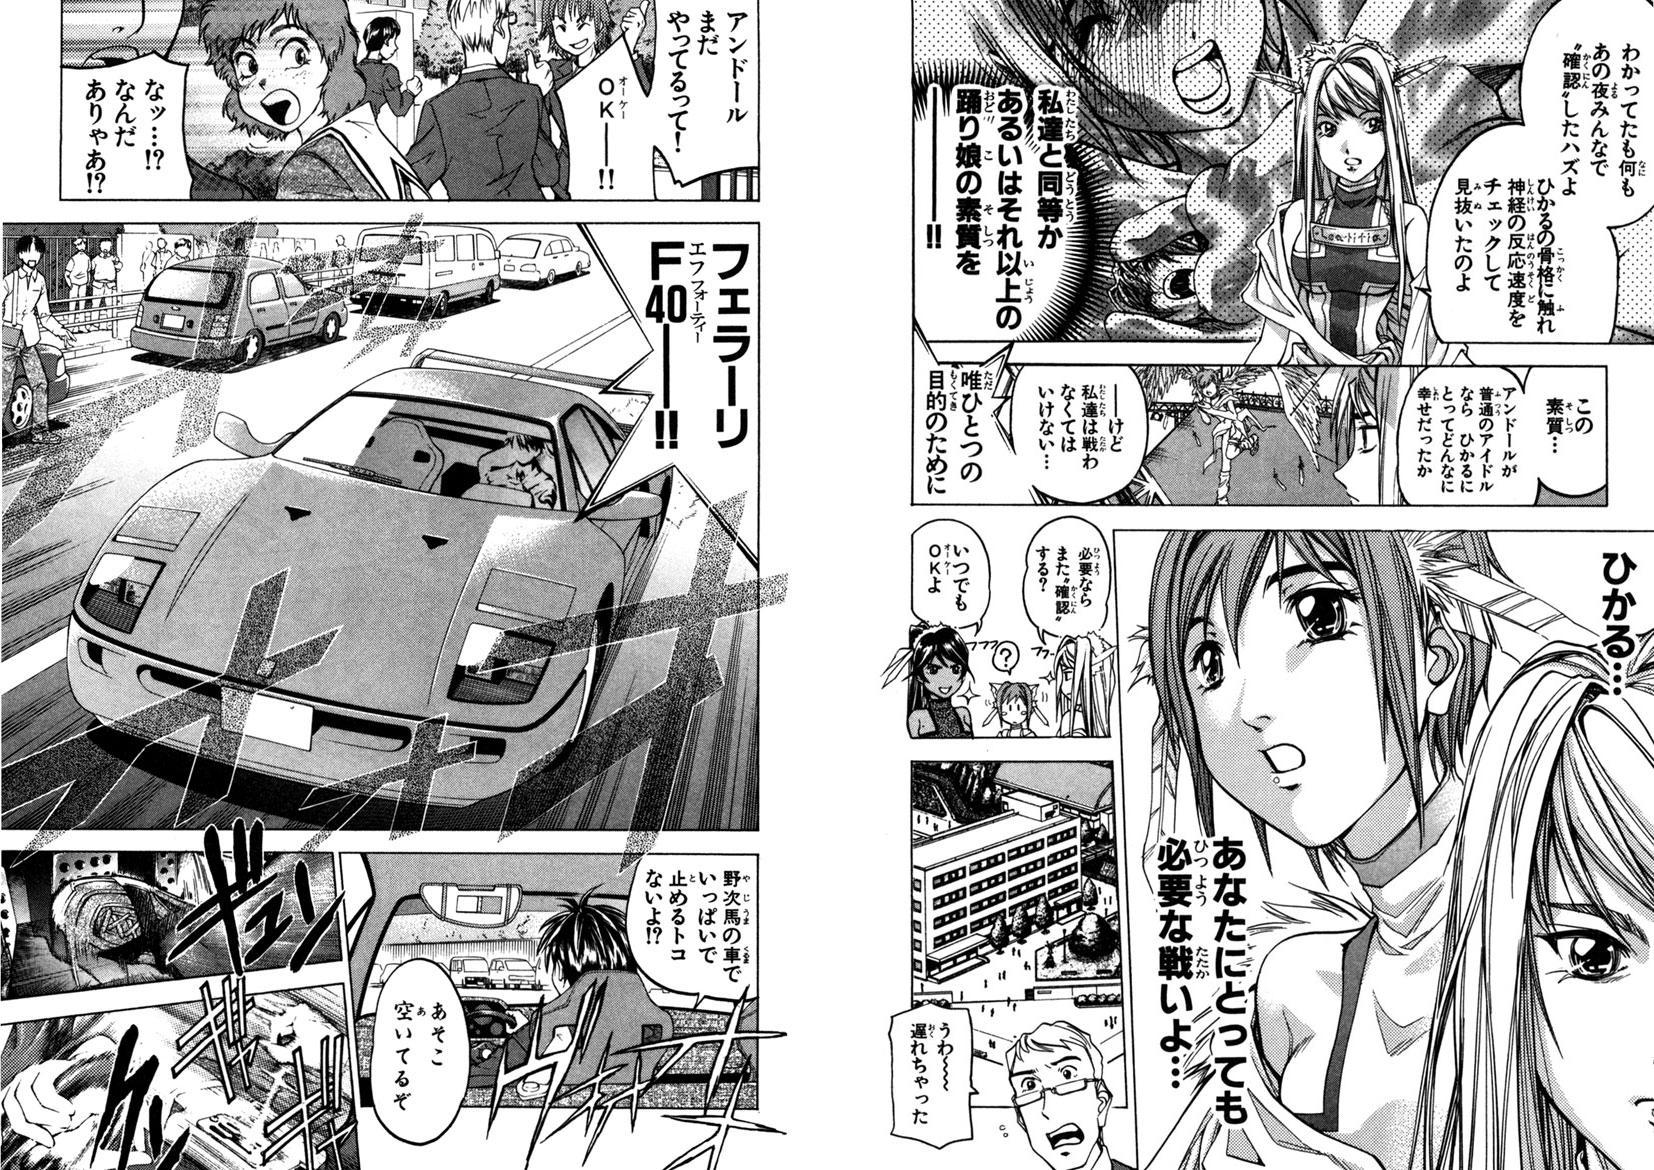 わかってたも何も
あの夜みんなで
〝確認〟したハズよ
ひかるの骨格に触れ
神経の反応速度を
チェックして
見抜いたのよ
私達と同等か
あるいはそれ以上の
踊り娘の素質を
――――!!
この
素質…
アンドールが
普通のアイドル
なら ひかるに
とってどんなに
幸せだったか
――けど
私達は戦わ
なくては
いけない…
唯ひとつの
目的のために
ひかる…
あなたにとっても
必要な戦いよ…
必要なら
また〝確認〟
する?
フフッ
?
フフフ
いつでも
OKよ
うわ~~~
遅れちゃった
アンドール
まだ
やってるって!
OK――!!
なッ…!?
なんだ
ありゃあ!?
フェラーリ
F40――!!
野次馬の車で
いっぱいで
止めるトコ
ないよ!?
あそこ
空いてるぞ
ギュン